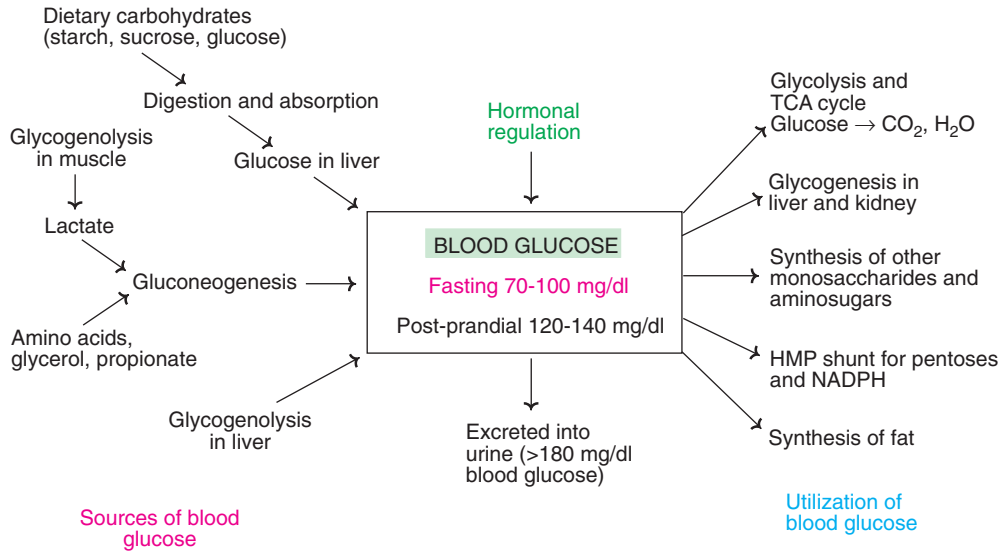 Dietary carbohydrates
(starch, sucrose, glucose)
Digestion and absorption
Glucose in liver
Glycogenolysis
in muscle
Lactate
Gluconeogenesis
Amino acids,
glycerol, propionate
Glycogenolysis
in liver
Sources of blood
glucose
Hormonal
regulation
BLOOD GLUCOSE
Fasting 70-100 mg/dl
Post-prandial 120-140 mg/dl
Excreted into
urine (>180 mg/dl
blood glucose)
Glycolysis and
TCA cycle
Glucose → CO₂, H₂O
Glycogenesis in
liver and kidney
Synthesis of other
monosaccharides and
aminosugars
HMP shunt for pentoses
and NADPH
Synthesis of fat
Utilization of
blood glucose